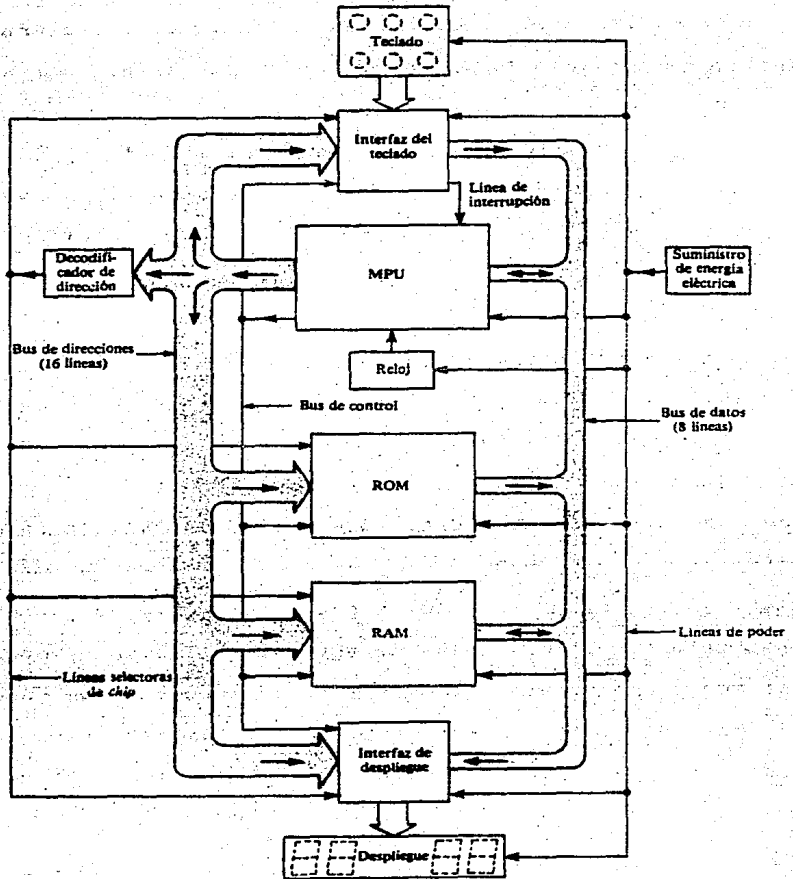 Teclado
Interfaz del
teclado
Línea de
interrupción
Decodifi-
cador de
dirección
MPU
Suministro
de energía
eléctrica
Bus de direcciones
(16 líneas)
Reloj
Bus de control
Bus de datos
(8 líneas)
ROM
RAM
Líneas de poder
Líneas selectoras
de chip
Interfaz de
despliegue
Despliegue